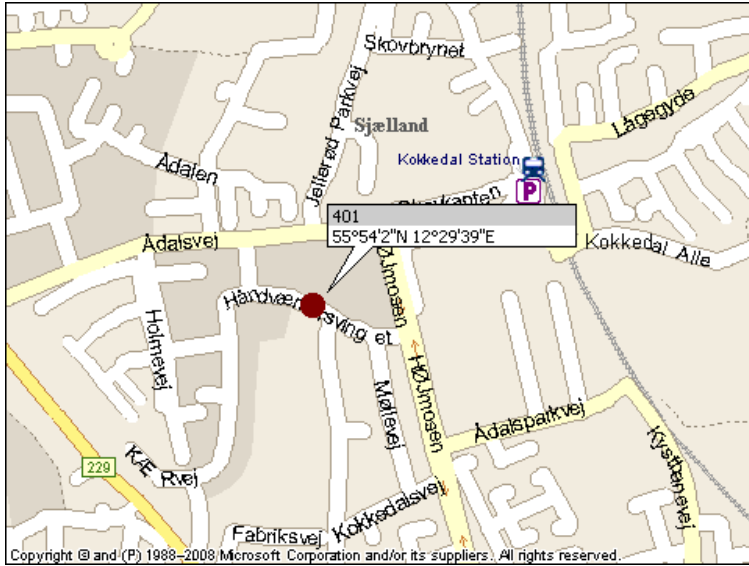 Skovbrynet
Lågegyde
Jellerød Parkvej
Sjælland
Kokkedal Station
P
Ådalen
401
55°54'2"N 12°29'39"E
Ådalsvej
Kokkedal Alle
HØJmosen
Holmevej
HØJmosen
Møllevej
Ådalsparkvej
Kystbanevej
229
KÆ Rvej
Kokkedalsvej
Fabriksvej
Copyright © and (P) 1988–2008 Microsoft Corporation and/or its suppliers. All rights reserved.